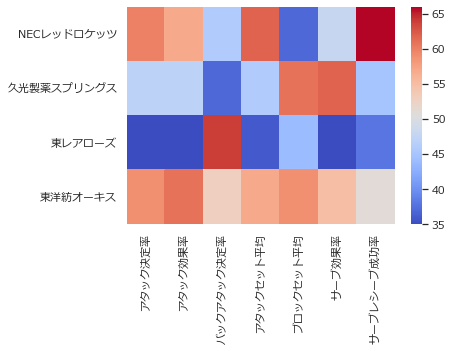 NECレッドロケッツ
久光製薬スプリングス
東レアローズ
東洋紡オーキス
アタック決定率
アタック効果率
バックアタック決定率
アタックセット平均
ブロックセット平均
サーブ効果率
サーブレシーブ成功率
65
60
55
50
45
40
35